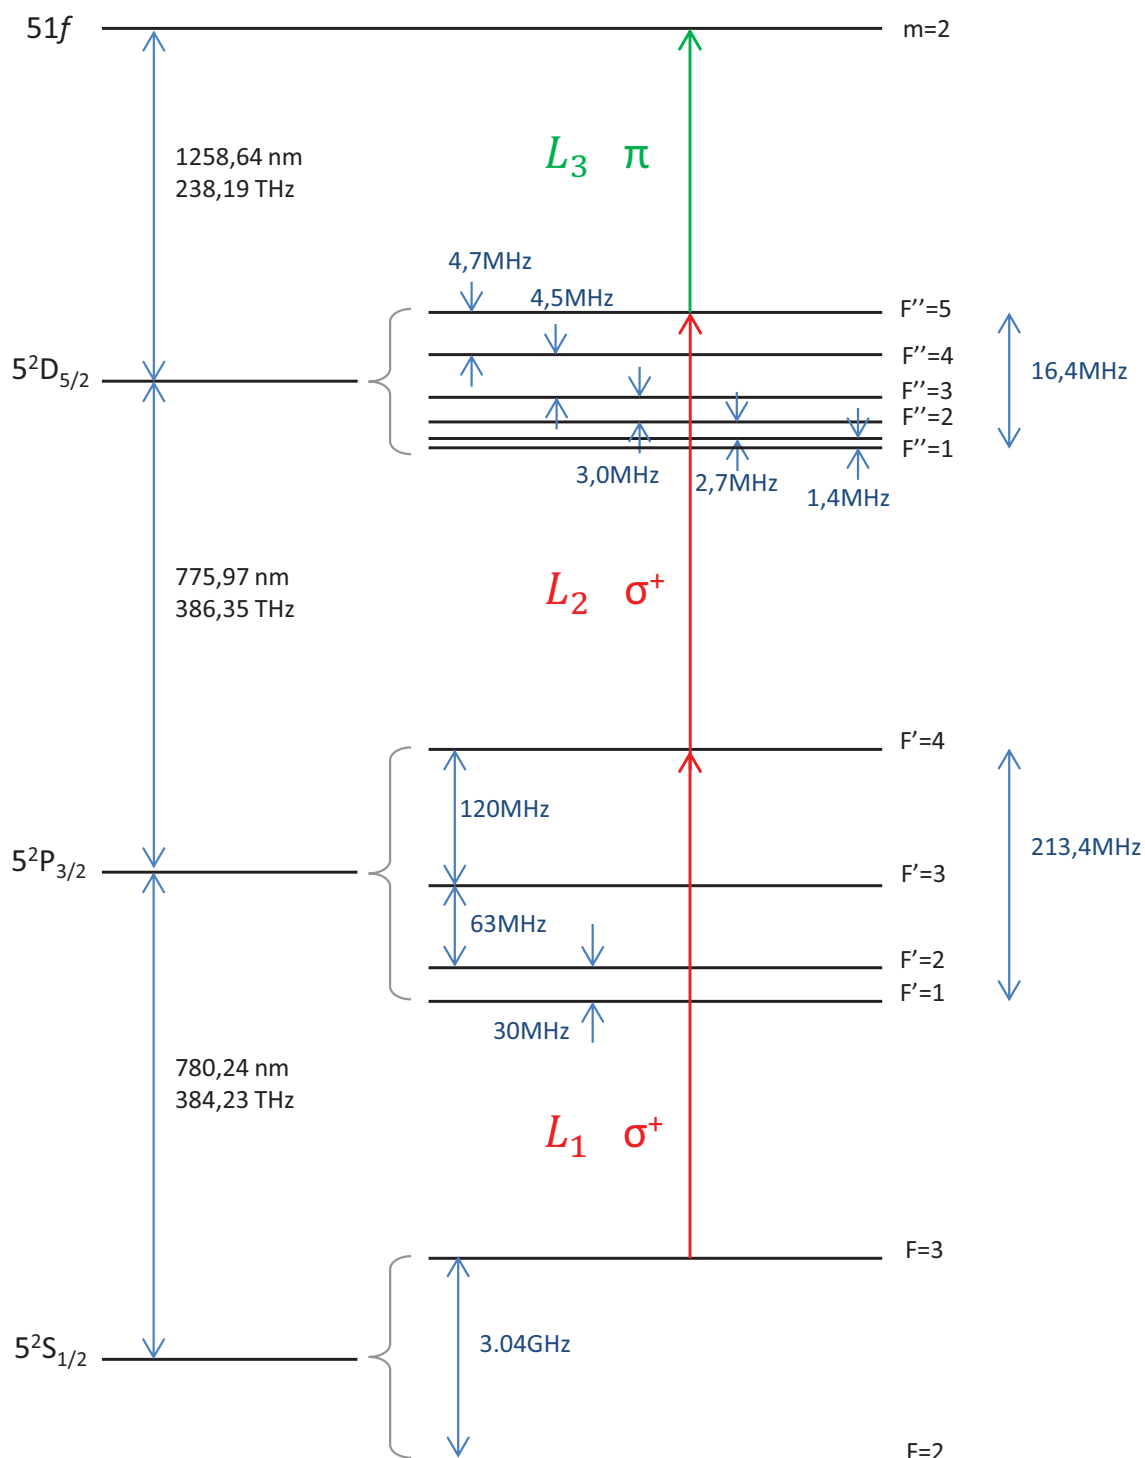 51f
m=2
1258,64 nm
238,19 THz
L₃ π
4,7MHz
4,5MHz
F''=5
F''=4
F''=3
F''=2
F''=1
16,4MHz
5²D₅/₂
3,0MHz
2,7MHz
1,4MHz
775,97 nm
386,35 THz
L₂ σ⁺
F'=4
120MHz
213,4MHz
5²P₃/₂
F'=3
63MHz
F'=2
F'=1
30MHz
780,24 nm
384,23 THz
L₁ σ⁺
F=3
3.04GHz
5²S₁/₂
F=2